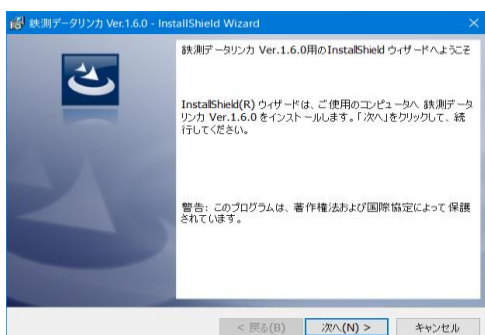 鉄測データリンカ Ver.1.6.0 - InstallShield Wizard
鉄測データリンカ Ver.1.6.0用のInstallShield ウィザードへようこそ
InstallShield(R) ウィザードは、ご使用のコンピュータへ 鉄測データ
リンカ Ver.1.6.0 をインストールします。「次へ」をクリックして、続
行してください。
警告: このプログラムは、著作権法および国際協定によって保護
されています。
< 戻る(B)
次へ(N) >
キャンセル